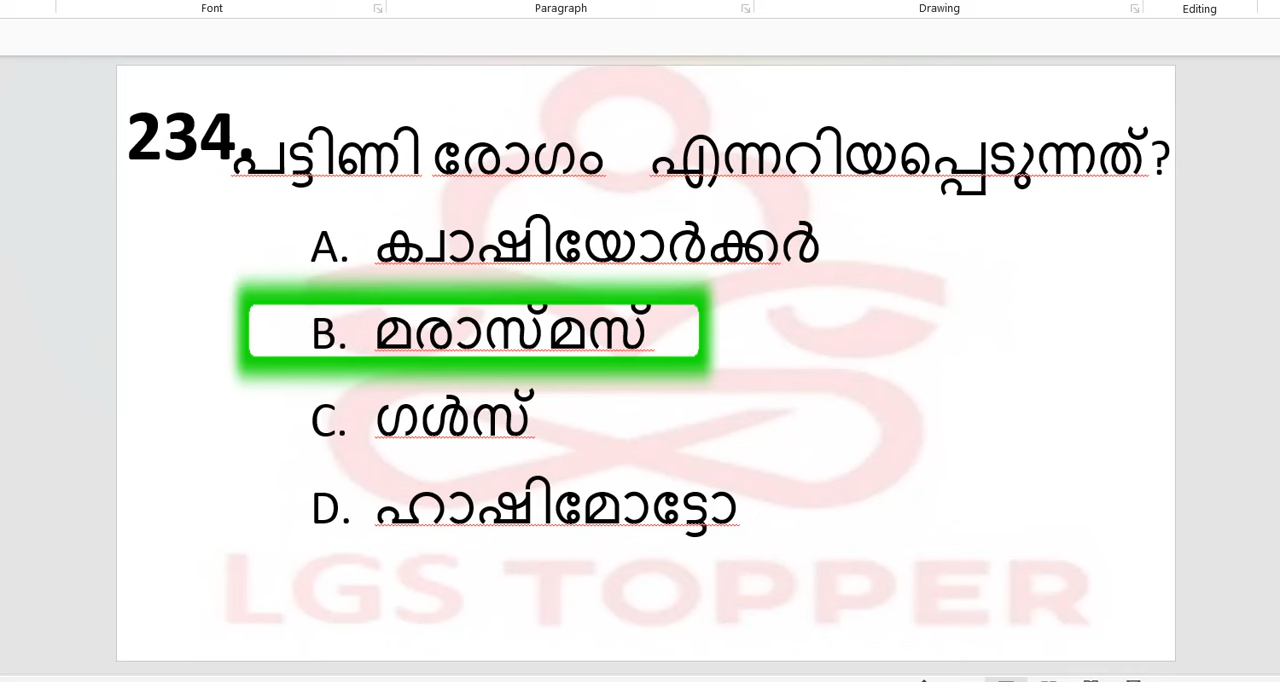 Font Paragraph Drawing Editing
234. പട്ടിണി രോഗം എന്നറിയപ്പെടുന്നത്?
A. ക്വാഷിയോർക്കർ
B. മരാസ്മസ്
C. ഗൾസ്
D. ഹാഷിമോട്ടോ
LGS TOPPER